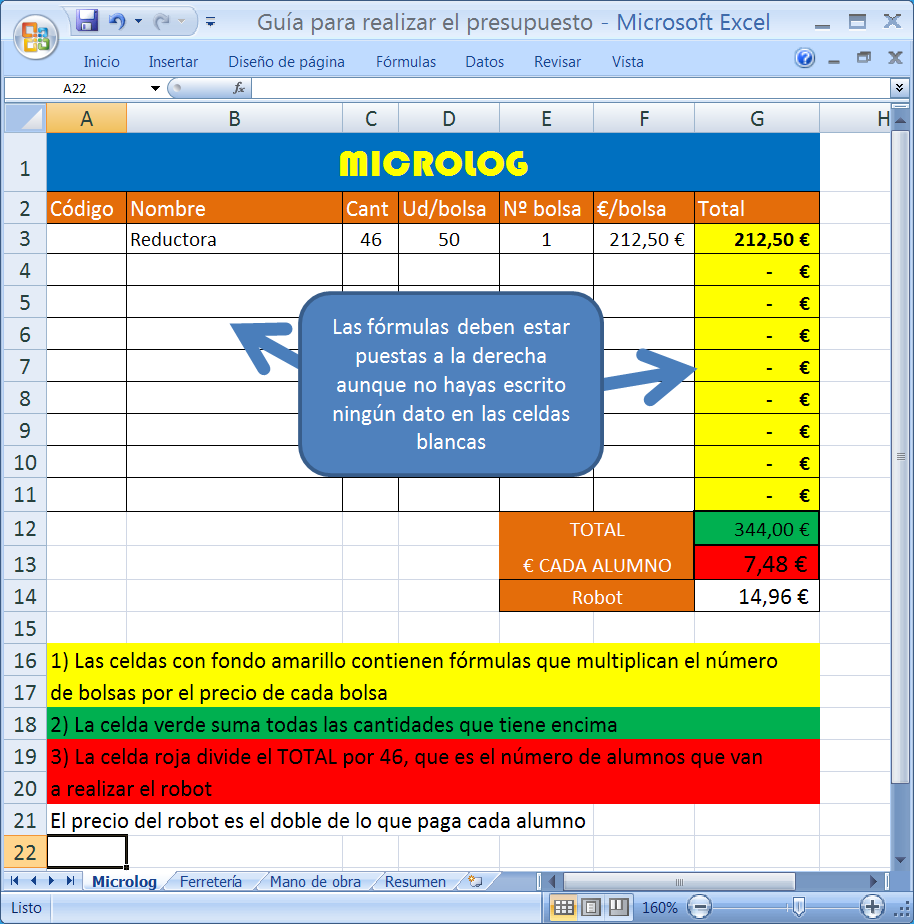 Guía para realizar el presupuesto - Microsoft Excel
Inicio Insertar Diseño de página Fórmulas Datos Revisar Vista
A22 fx
A B C D E F G H
1 MICROLOG
2 Código Nombre Cant Ud/bolsa Nº bolsa €/bolsa Total
3 Reductora 46 50 1 212,50 € 212,50 €
4 - €
5 - €
6 - €
7 - €
8 - €
9 - €
10 - €
11 - €
Las fórmulas deben estar
puestas a la derecha
aunque no hayas escrito
ningún dato en las celdas
blancas
12 TOTAL 344,00 €
13 € CADA ALUMNO 7,48 €
14 Robot 14,96 €
15
16 1) Las celdas con fondo amarillo contienen fórmulas que multiplican el número
17 de bolsas por el precio de cada bolsa
18 2) La celda verde suma todas las cantidades que tiene encima
19 3) La celda roja divide el TOTAL por 46, que es el número de alumnos que van
20 a realizar el robot
21 El precio del robot es el doble de lo que paga cada alumno
22
Microlog Ferretería Mano de obra Resumen
Listo 160%